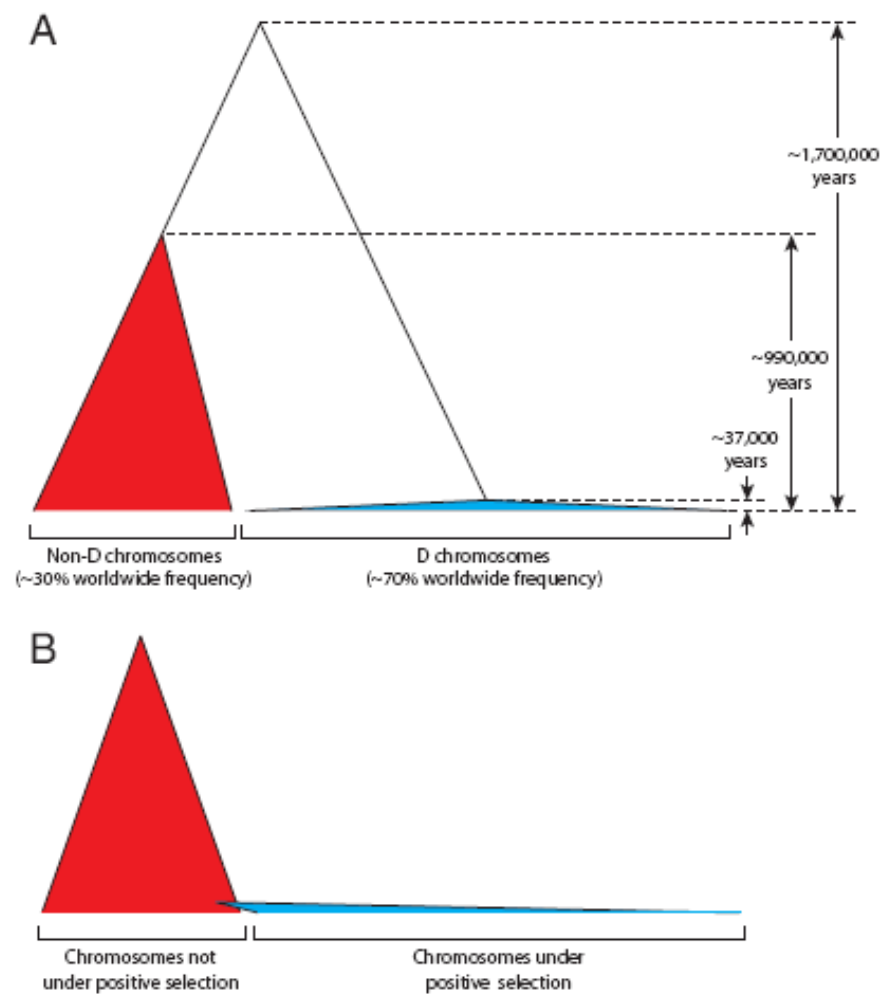 A
~1,700,000
years
~990,000
years
~37,000
years
Non-D chromosomes
(~30% worldwide frequency)
D chromosomes
(~70% worldwide frequency)
B
Chromosomes not
under positive selection
Chromosomes under
positive selection